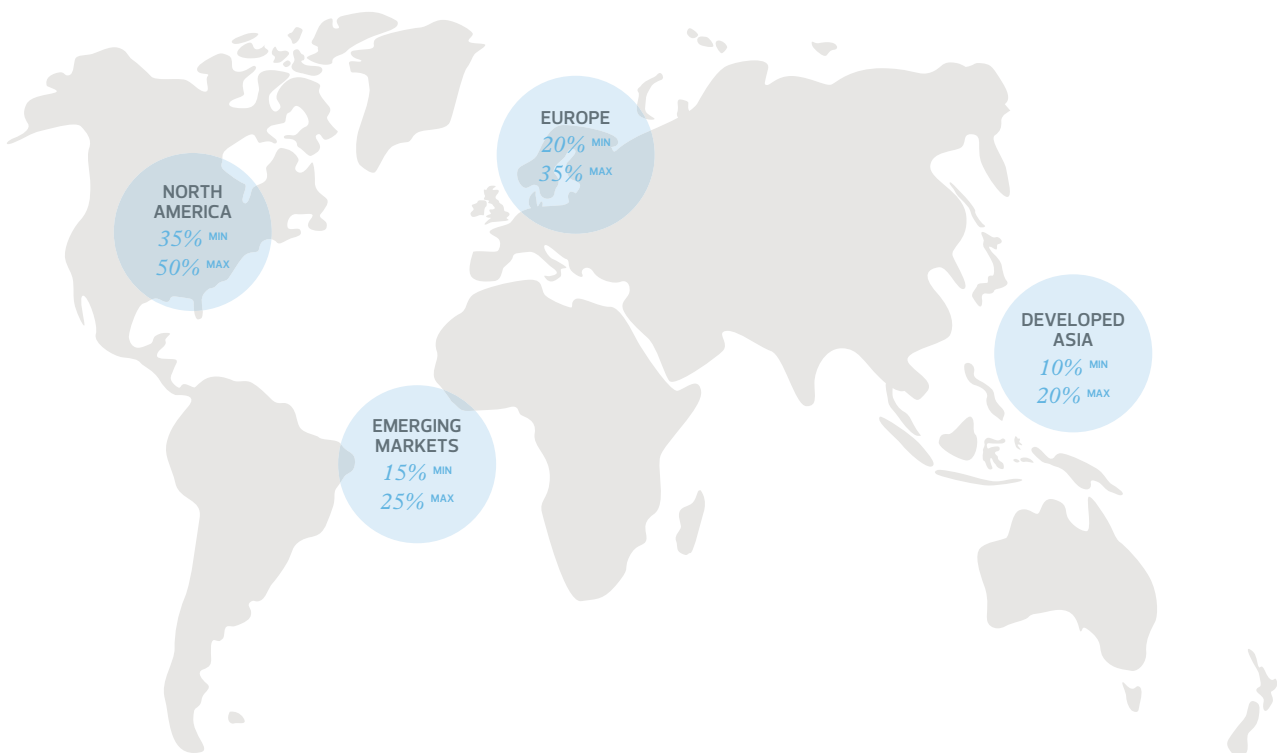 EUROPE
20% MIN
35% MAX
NORTH
AMERICA
35% MIN
50% MAX
DEVELOPED
ASIA
10% MIN
20% MAX
EMERGING
MARKETS
15% MIN
25% MAX